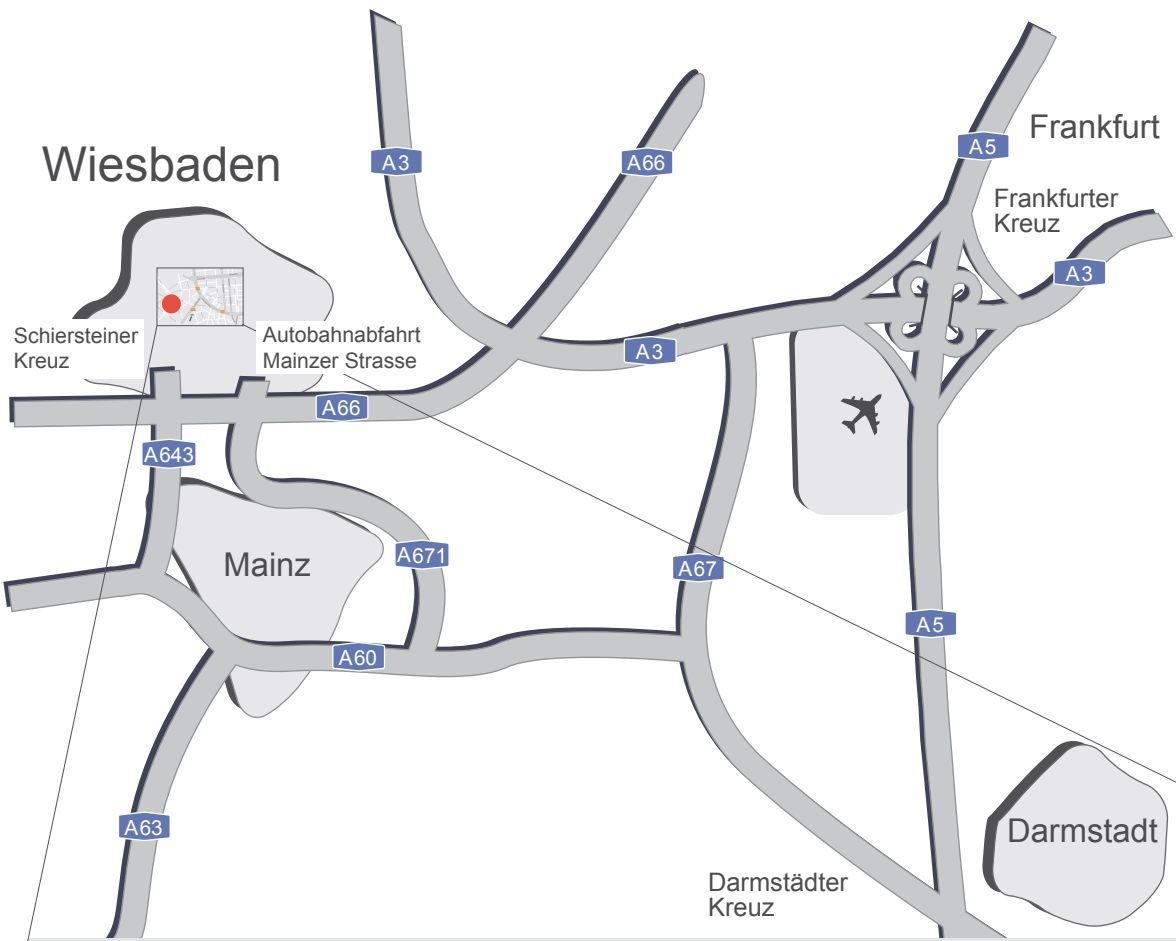 Frankfurt
A5
A3
A66
Wiesbaden
Frankfurter
Kreuz
A3
i
Schiersteiner
Kreuz
Autobahnabfahrt
Mainzer Strasse
A3
A66
A643
Mainz
A671
A67
A5
A60
A63
Darmstadt
Darmstädter
Kreuz